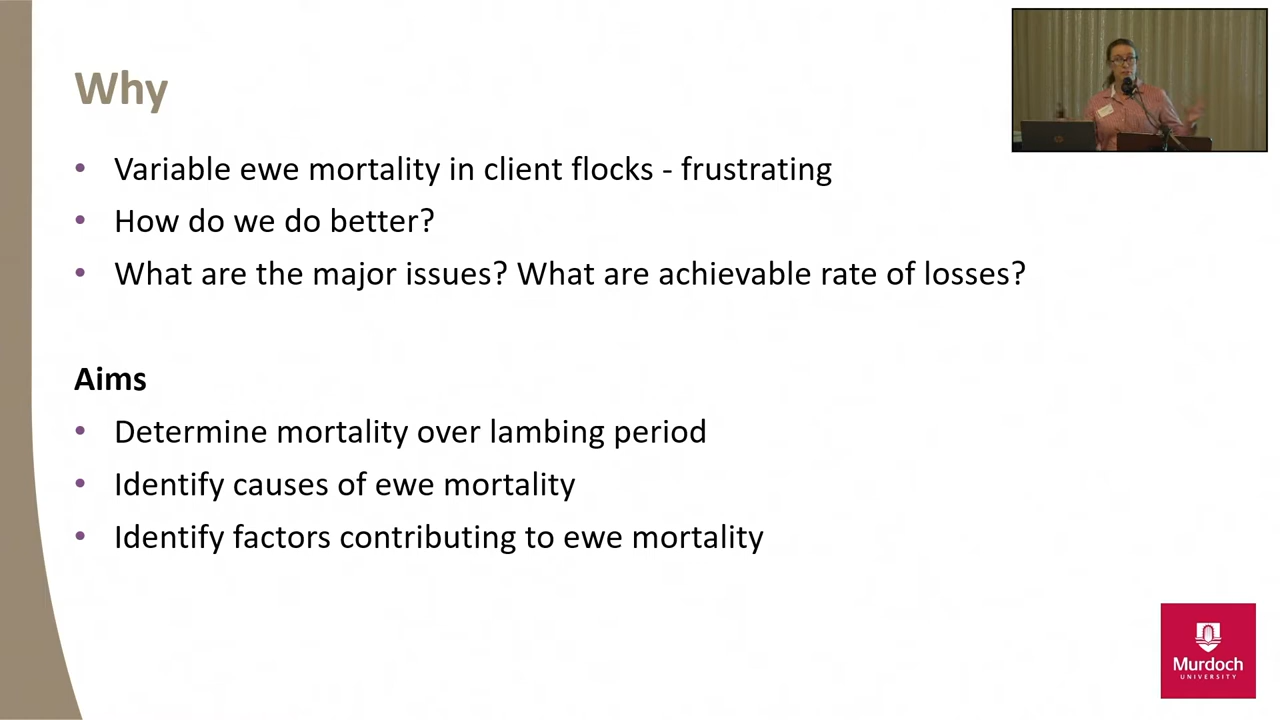 Why
• Variable ewe mortality in client flocks - frustrating
• How do we do better?
• What are the major issues? What are achievable rate of losses?
Aims
• Determine mortality over lambing period
• Identify causes of ewe mortality
• Identify factors contributing to ewe mortality
Murdoch
UNIVERSITY